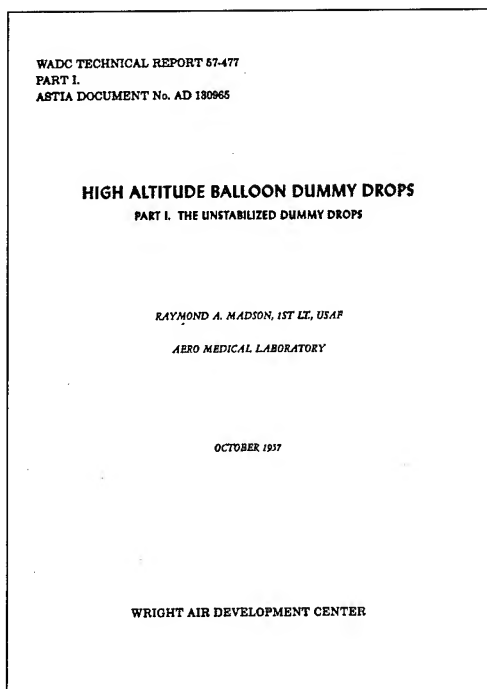 WADC TECHNICAL REPORT 57-477
PART I.
ASTIA DOCUMENT No. AD 130965
HIGH ALTITUDE BALLOON DUMMY DROPS
PART I. THE UNSTABILIZED DUMMY DROPS
RAYMOND A. MADSON, 1ST LT., USAF
AERO MEDICAL LABORATORY
OCTOBER 1957
WRIGHT AIR DEVELOPMENT CENTER